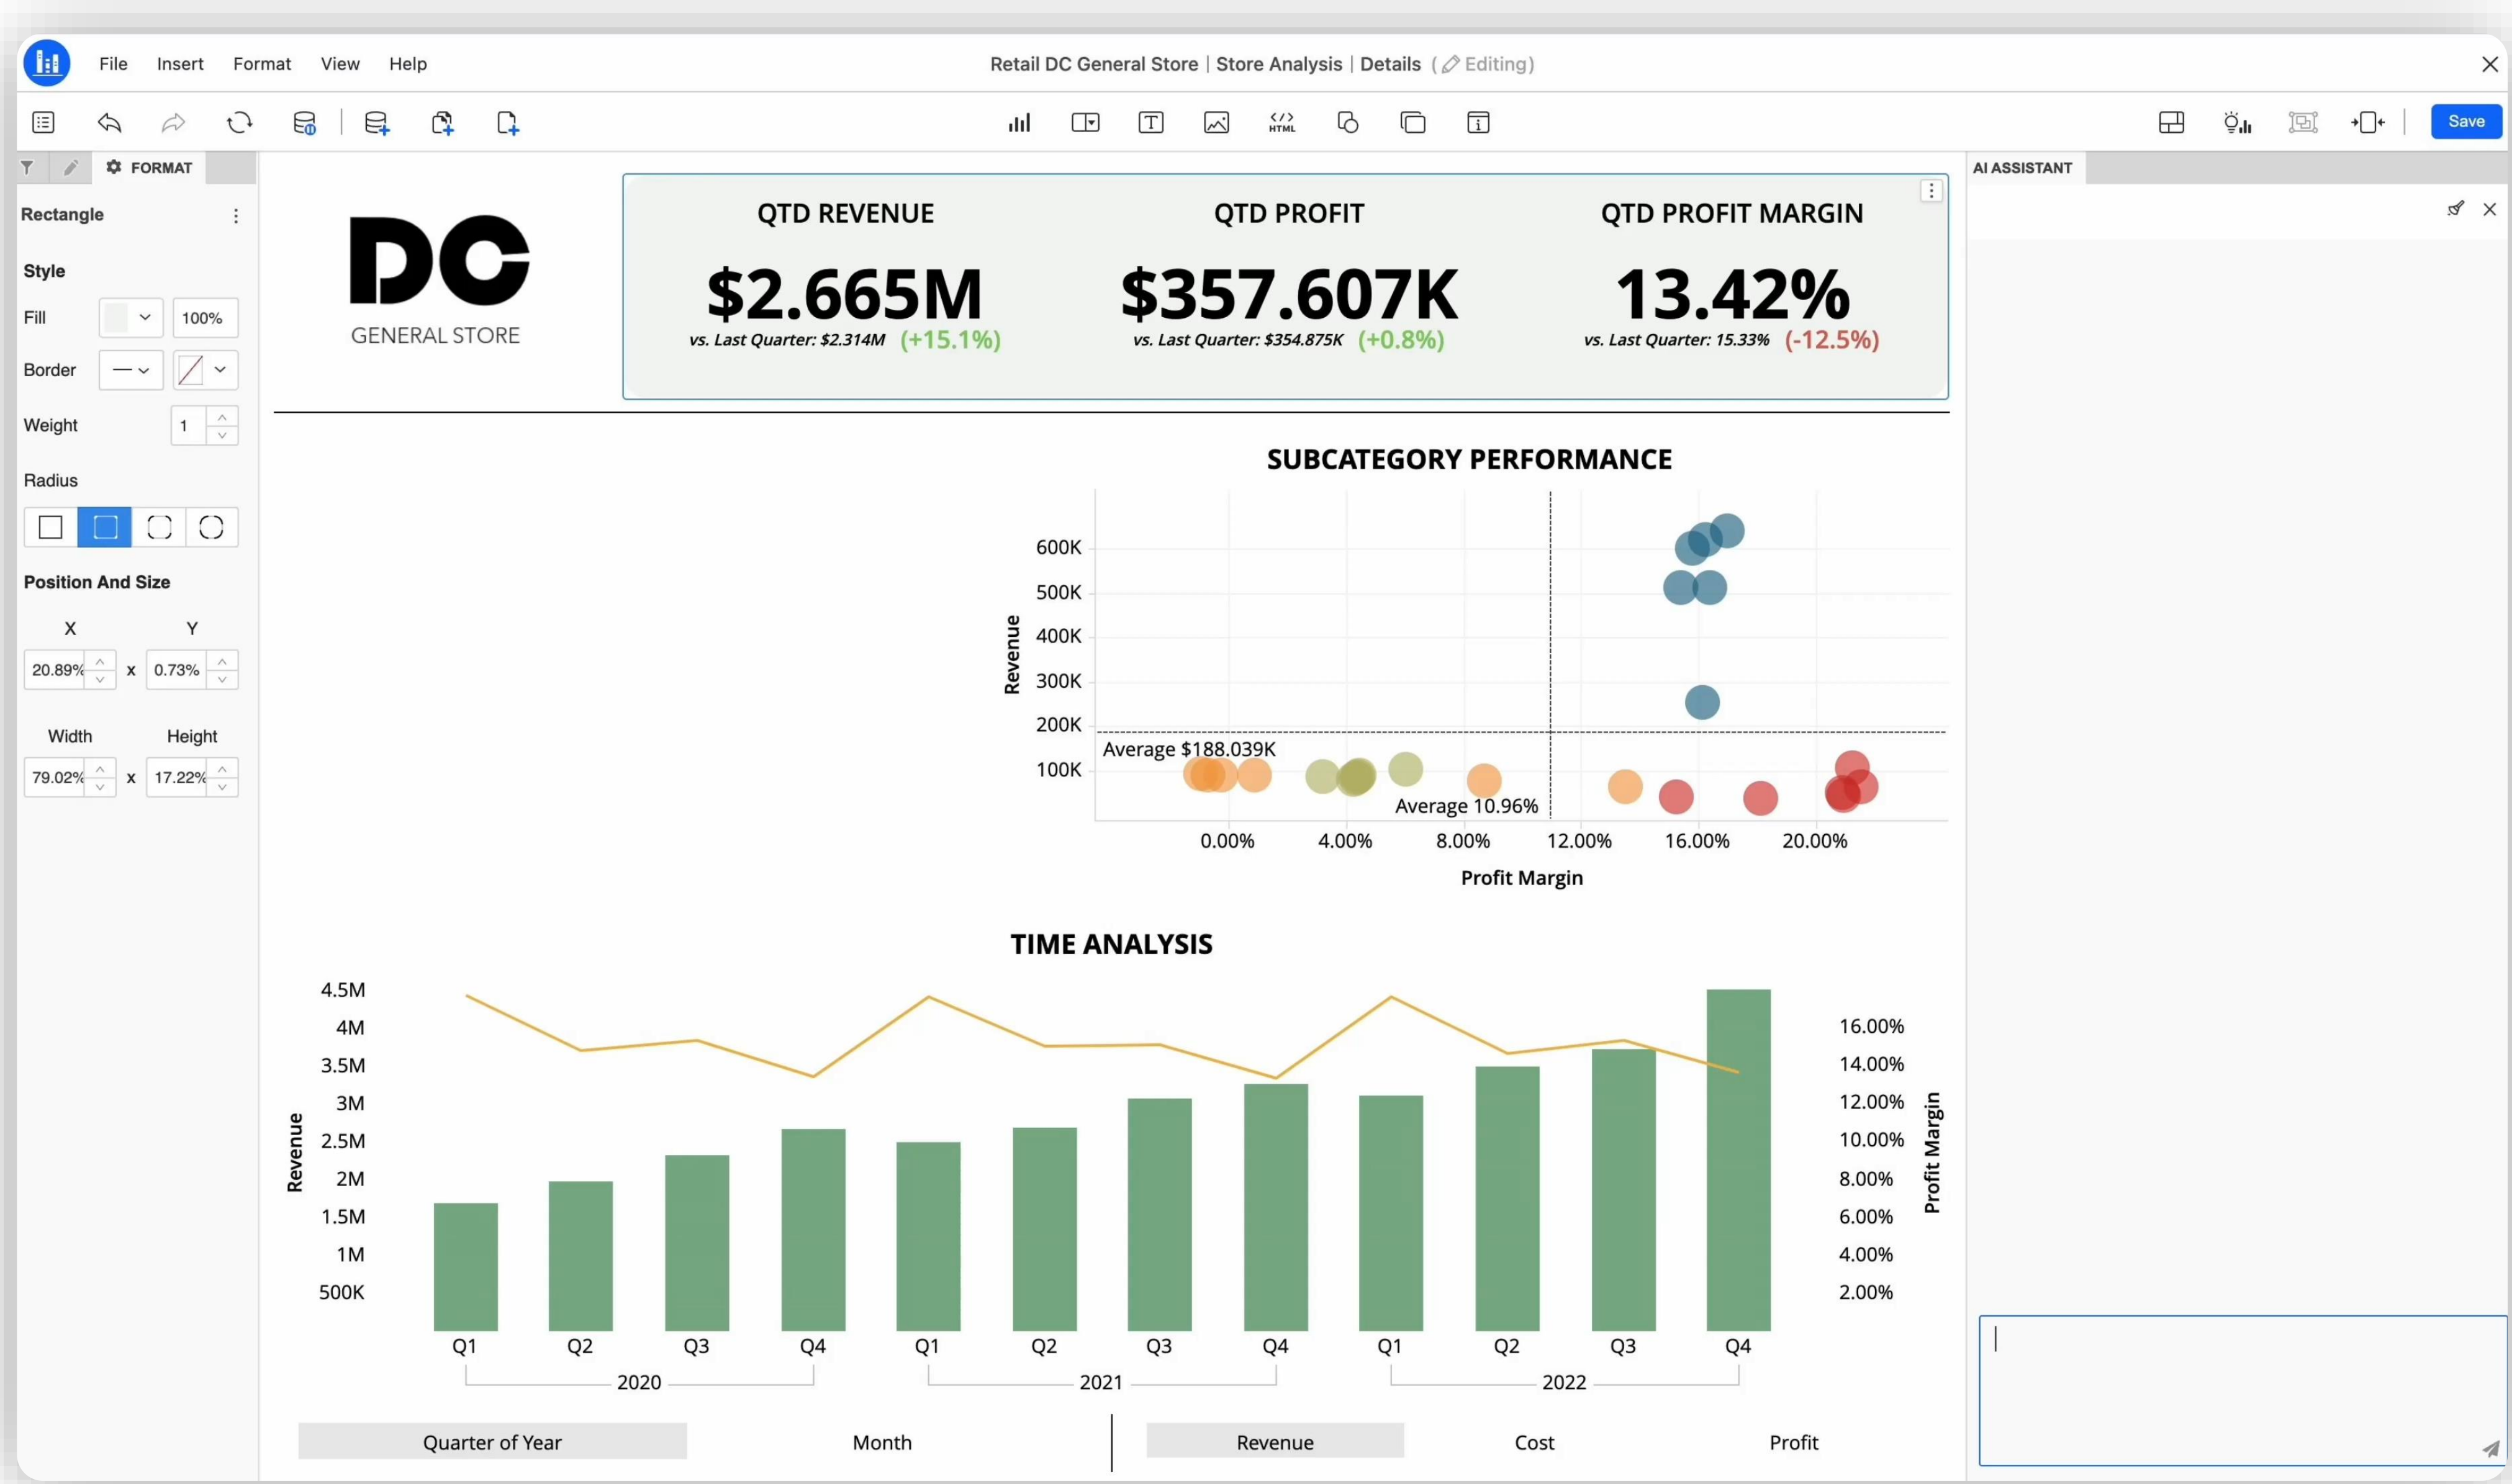 File Insert Format View Help
Retail DC General Store | Store Analysis | Details ( Editing)
T
HTML
Save
FORMAT
AI ASSISTANT
Rectangle
Style
Fill
100%
Border
Weight
1
Radius
Position And Size
X Y
20.89% x 0.73%
Width Height
79.02% x 17.22%
DC
GENERAL STORE
QTD REVENUE
$2.665M
vs. Last Quarter: $2.314M (+15.1%)
QTD PROFIT
$357.607K
vs. Last Quarter: $354.875K (+0.8%)
QTD PROFIT MARGIN
13.42%
vs. Last Quarter: 15.33% (-12.5%)
SUBCATEGORY PERFORMANCE
Revenue
600K
500K
400K
300K
200K
100K
Average $188.039K
Average 10.96%
0.00% 4.00% 8.00% 12.00% 16.00% 20.00%
Profit Margin
TIME ANALYSIS
Revenue
4.5M
4M
3.5M
3M
2.5M
2M
1.5M
1M
500K
16.00%
14.00%
12.00%
10.00%
8.00%
6.00%
4.00%
2.00%
Profit Margin
Q1 Q2 Q3 Q4 Q1 Q2 Q3 Q4 Q1 Q2 Q3 Q4
2020 2021 2022
Quarter of Year Month Revenue Cost Profit